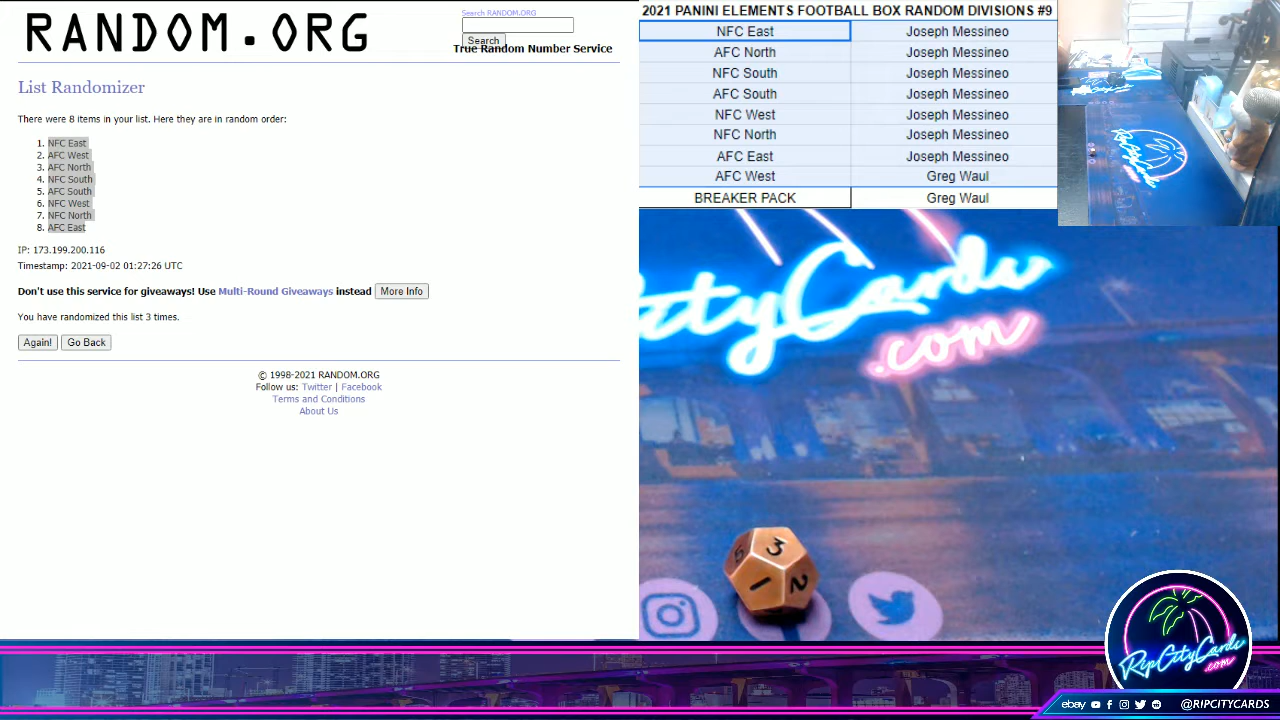 RANDOM.ORG
Search RANDOM.ORG
Search
True Random Number Service
List Randomizer
There were 8 items in your list. Here they are in random order:
1. NFC East
2. AFC West
3. AFC North
4. NFC South
5. AFC South
6. NFC West
7. NFC North
8. AFC East
IP: 173.199.200.116
Timestamp: 2021-09-02 01:27:26 UTC
Don't use this service for giveaways! Use Multi-Round Giveaways instead More Info
You have randomized this list 3 times.
Again! Go Back
© 1998-2021 RANDOM.ORG
Follow us: Twitter | Facebook
Terms and Conditions
About Us
2021 PANINI ELEMENTS FOOTBALL BOX RANDOM DIVISIONS #9
NFC East Joseph Messineo
AFC North Joseph Messineo
NFC South Joseph Messineo
AFC South Joseph Messineo
NFC West Joseph Messineo
NFC North Joseph Messineo
AFC East Joseph Messineo
AFC West Greg Waul
BREAKER PACK Greg Waul
CityCards
.com
3
1
2
RipCityCards
.com
ebay @RIPCITYCARDS